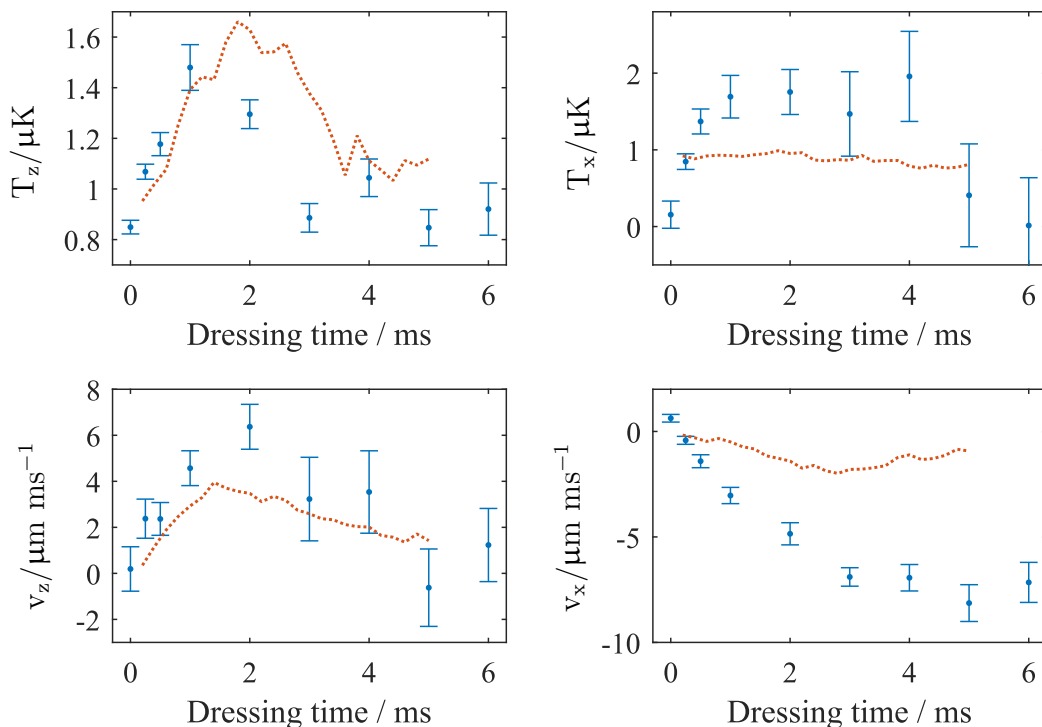 1.6
1.4
1.2
1
0.8
T_z/μK
0 2 4 6
Dressing time / ms
2
1
0
T_x/μK
0 2 4 6
Dressing time / ms
8
6
4
2
0
-2
v_z/μm ms⁻¹
0 2 4 6
Dressing time / ms
0
-5
-10
v_x/μm ms⁻¹
0 2 4 6
Dressing time / ms